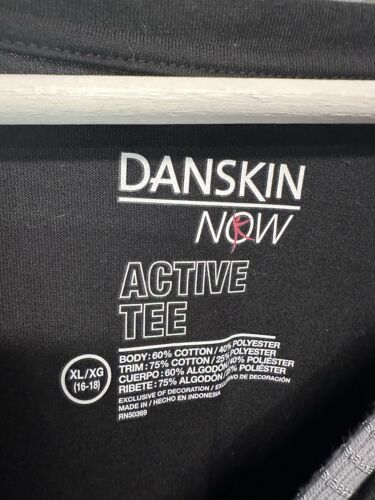 DANSKIN
NOW
ACTIVE
TEE
XL/XG
(16-18)
BODY: 60% COTTON / 40% POLYESTER
TRIM: 75% COTTON / 25% POLYESTER
CUERPO: 60% ALGODÓN / 40% POLIÉSTER
RIBETE: 75% ALGODÓN / 25% POLIÉSTER
EXCLUSIVE OF DECORATION / EXCLUSIVO DE DECORACIÓN
MADE IN / HECHO EN INDONESIA
RN50369